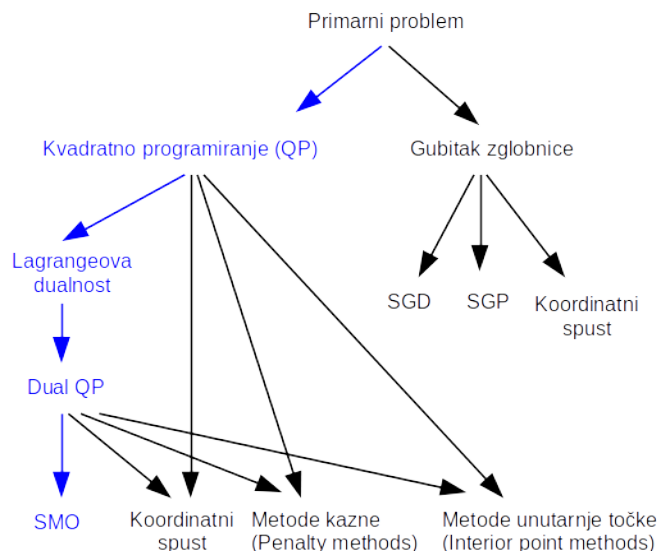 Primarni problem
Kvadratno programiranje (QP)
Gubitak zglobnice
Lagrangeova
dualnost
SGD
SGP
Koordinatni
spust
Dual QP
SMO
Koordinatni
spust
Metode kazne
(Penalty methods)
Metode unutarnje točke
(Interior point methods)